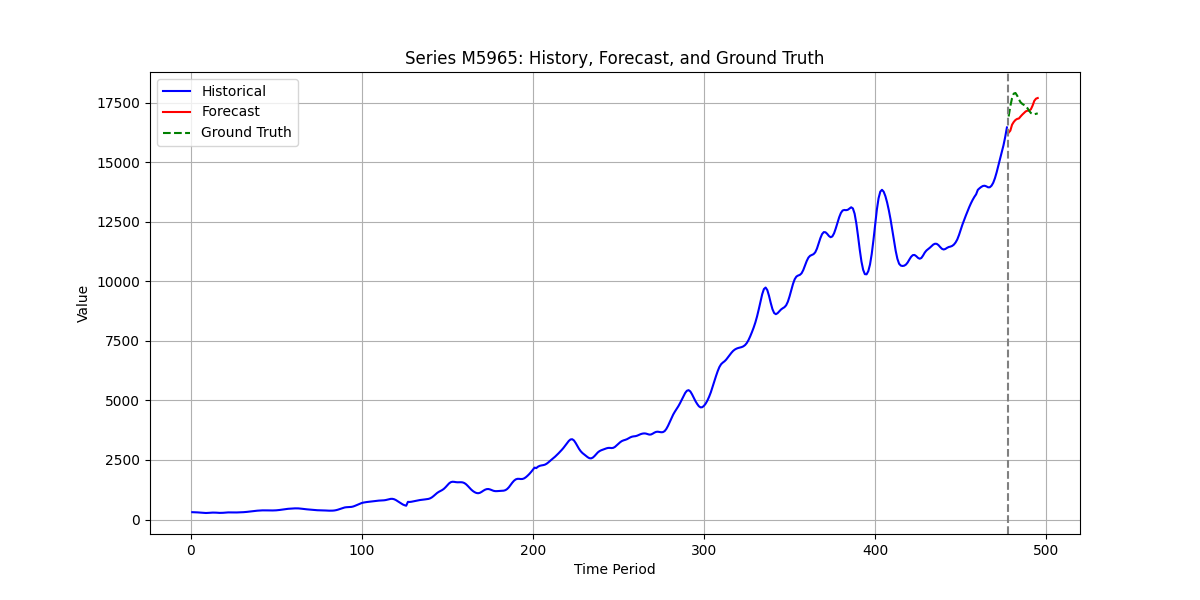 Series M5965: History, Forecast, and Ground Truth
Historical
Forecast
Ground Truth
Value
17500
15000
12500
10000
7500
5000
2500
0
0 100 200 300 400 500
Time Period